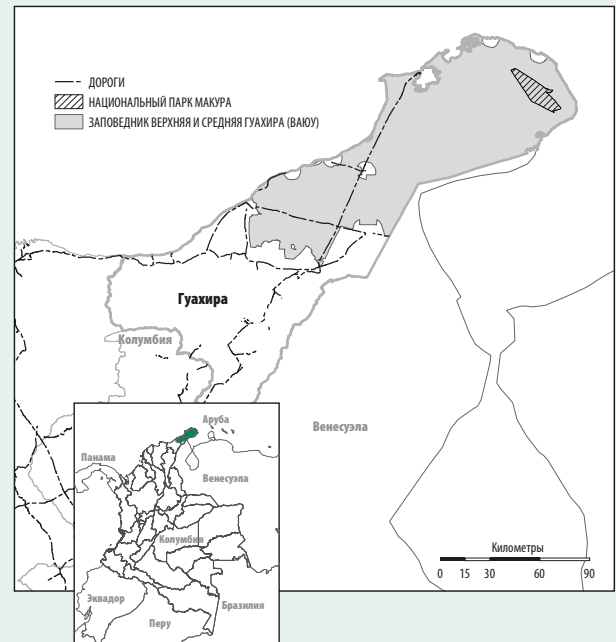 ДОРОГИ
НАЦИОНАЛЬНЫЙ ПАРК МАКУРА
ЗАПОВЕДНИК ВЕРХНЯЯ И СРЕДНЯЯ ГУАХИРА (ВАЮУ)
Гуахира
Колумбия
Венесуэла
Аруба
Панама
Венесуэла
Колумбия
Эквадор
Перу
Бразилия
Километры
0 15 30 60 90